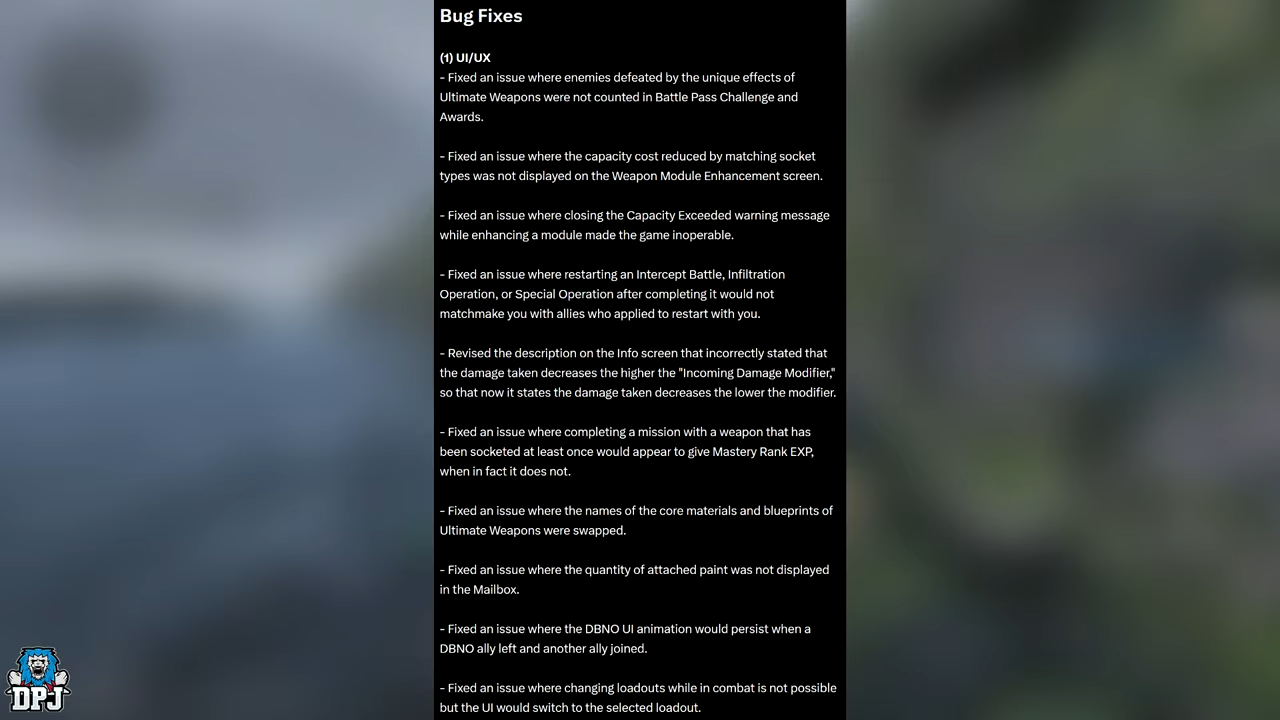 Bug Fixes
(1) UI/UX
- Fixed an issue where enemies defeated by the unique effects of
Ultimate Weapons were not counted in Battle Pass Challenge and
Awards.
- Fixed an issue where the capacity cost reduced by matching socket
types was not displayed on the Weapon Module Enhancement screen.
- Fixed an issue where closing the Capacity Exceeded warning message
while enhancing a module made the game inoperable.
- Fixed an issue where restarting an Intercept Battle, Infiltration
Operation, or Special Operation after completing it would not
matchmake you with allies who applied to restart with you.
- Revised the description on the Info screen that incorrectly stated that
the damage taken decreases the higher the "Incoming Damage Modifier,"
so that now it states the damage taken decreases the lower the modifier.
- Fixed an issue where completing a mission with a weapon that has
been socketed at least once would appear to give Mastery Rank EXP,
when in fact it does not.
- Fixed an issue where the names of the core materials and blueprints of
Ultimate Weapons were swapped.
- Fixed an issue where the quantity of attached paint was not displayed
in the Mailbox.
- Fixed an issue where the DBNO UI animation would persist when a
DBNO ally left and another ally joined.
- Fixed an issue where changing loadouts while in combat is not possible
but the UI would switch to the selected loadout.
DPJ